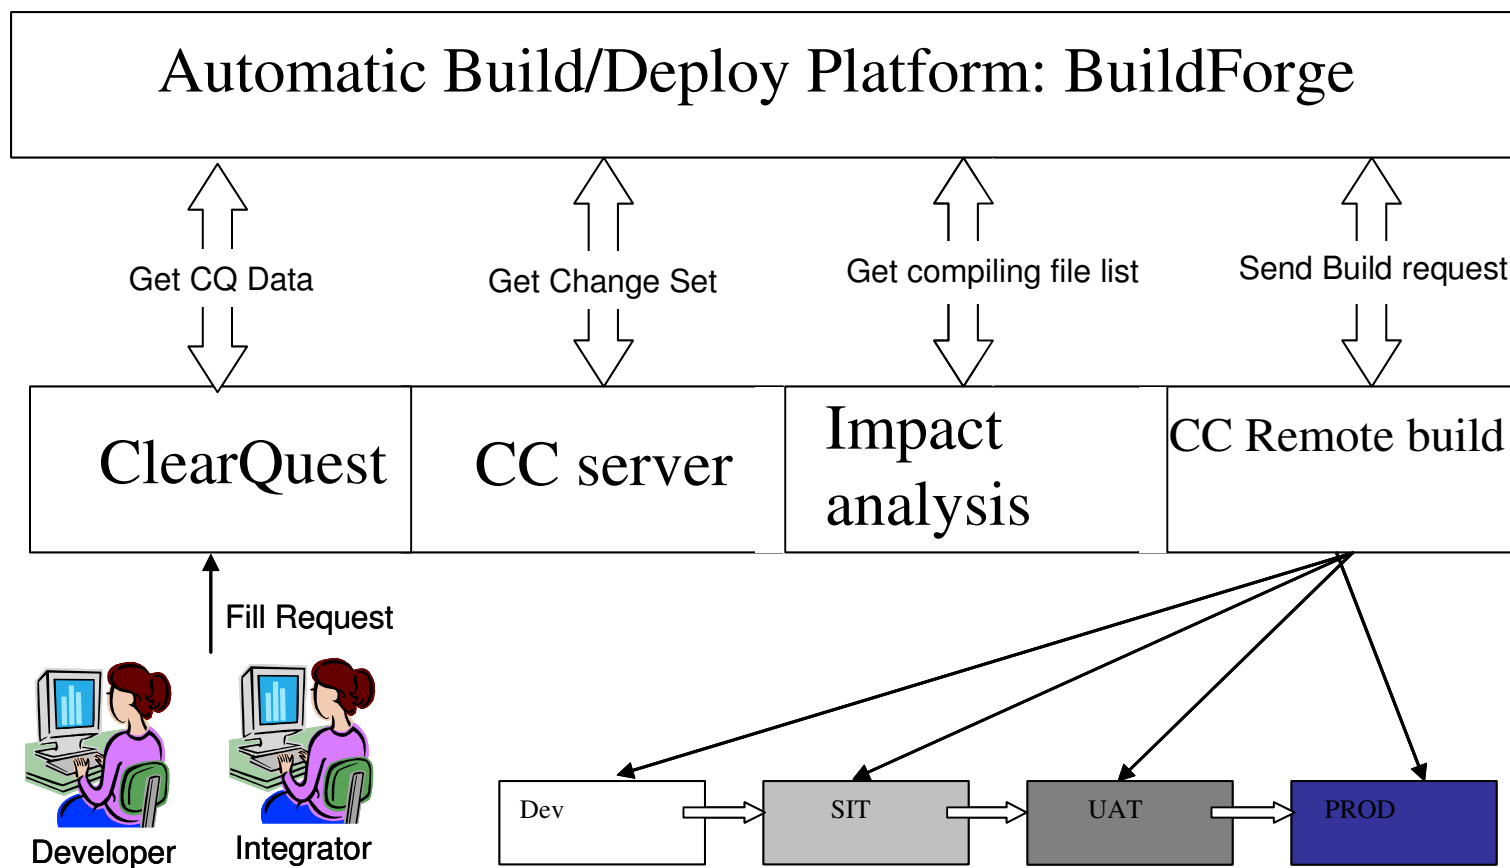 Automatic Build/Deploy Platform: BuildForge
Get CQ Data
Get Change Set
Get compiling file list
Send Build request
ClearQuest
CC server
Impact
analysis
CC Remote build
Fill Request
Developer
Integrator
Dev
SIT
UAT
PROD